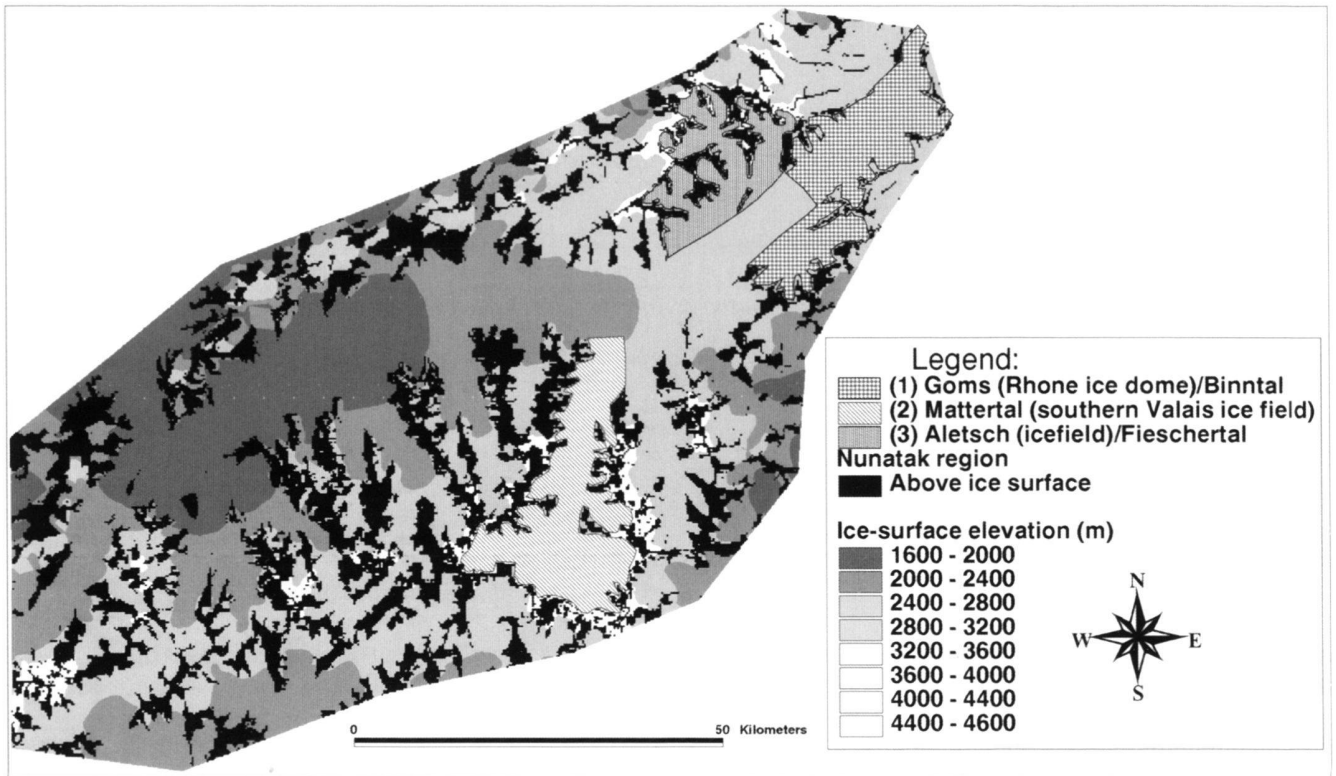 Legend:
(1) Goms (Rhone ice dome)/Binntal
(2) Mattertal (southern Valais ice field)
(3) Aletsch (icefield)/Fieschertal
Nunatak region
Above ice surface
Ice-surface elevation (m)
1600 - 2000
2000 - 2400
2400 - 2800
2800 - 3200
3200 - 3600
3600 - 4000
4000 - 4400
4400 - 4600
N
W E
S
0 50 Kilometers